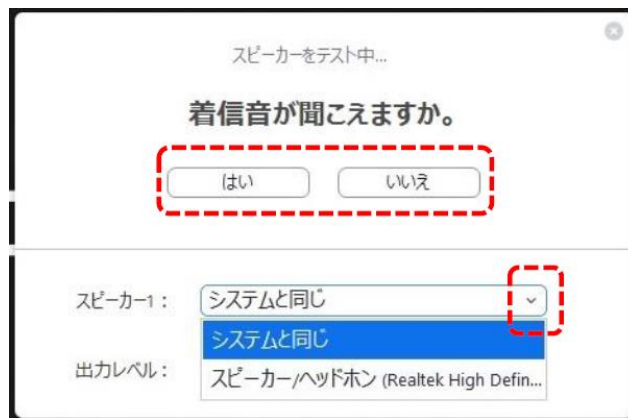 スピーカーをテスト中...
着信音が聞こえますか。
はい いいえ
スピーカー1： システムと同じ
システムと同じ
出力レベル： スピーカー/ヘッドホン (Realtek High Defin...